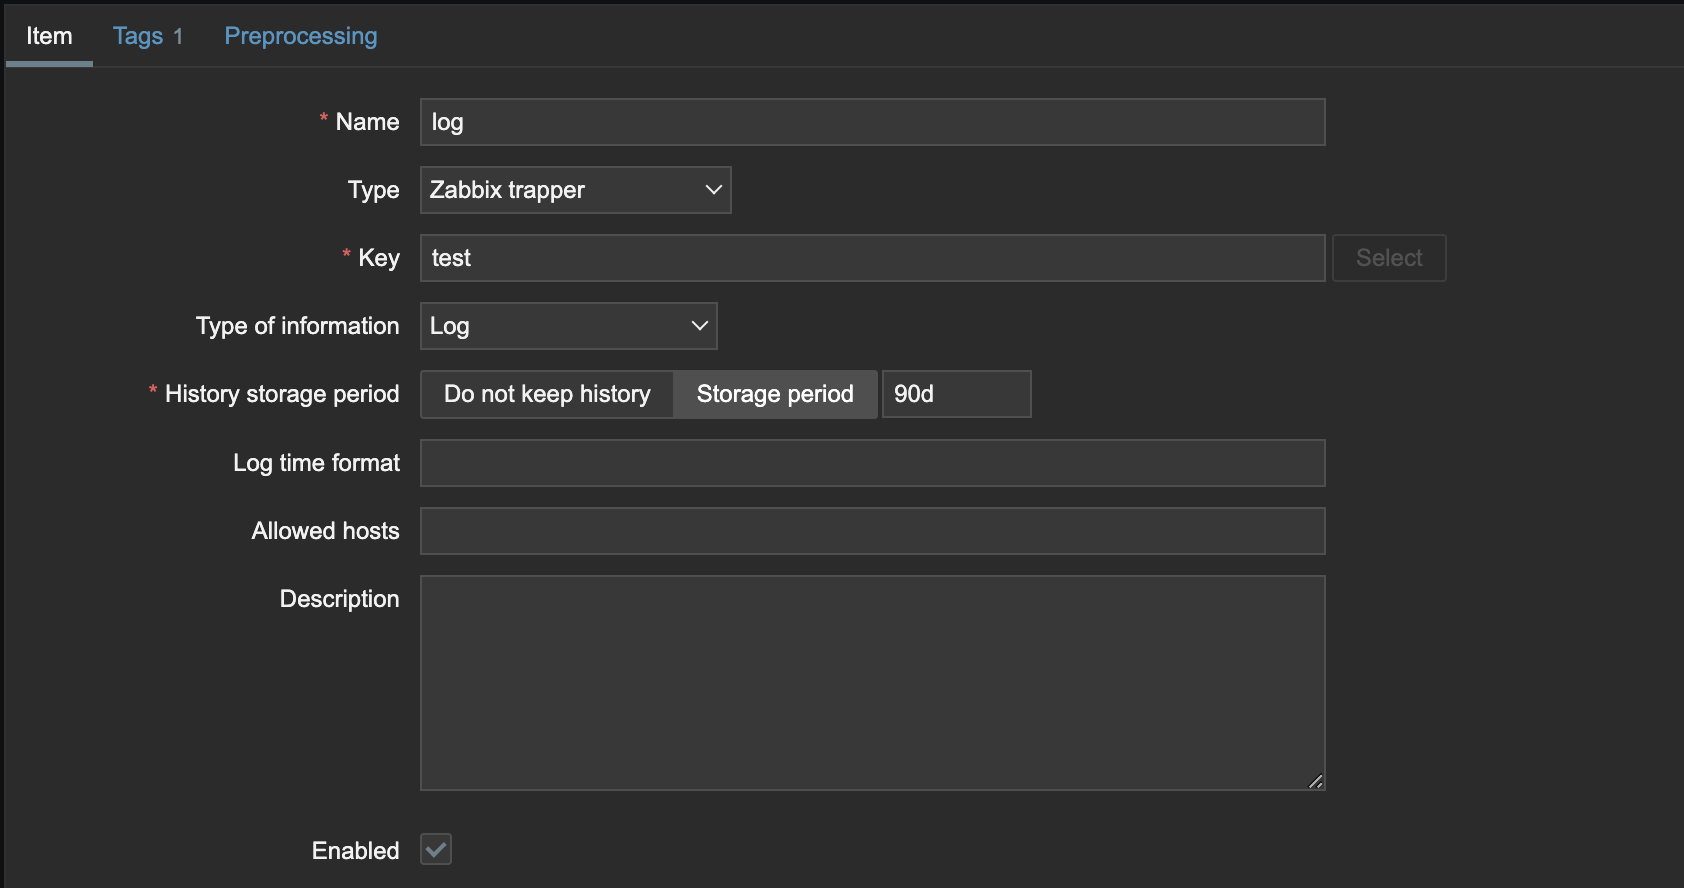 Item Tags 1 Preprocessing
* Name log
Type Zabbix trapper
* Key test Select
Type of information Log
* History storage period Do not keep history Storage period 90d
Log time format
Allowed hosts
Description
Enabled